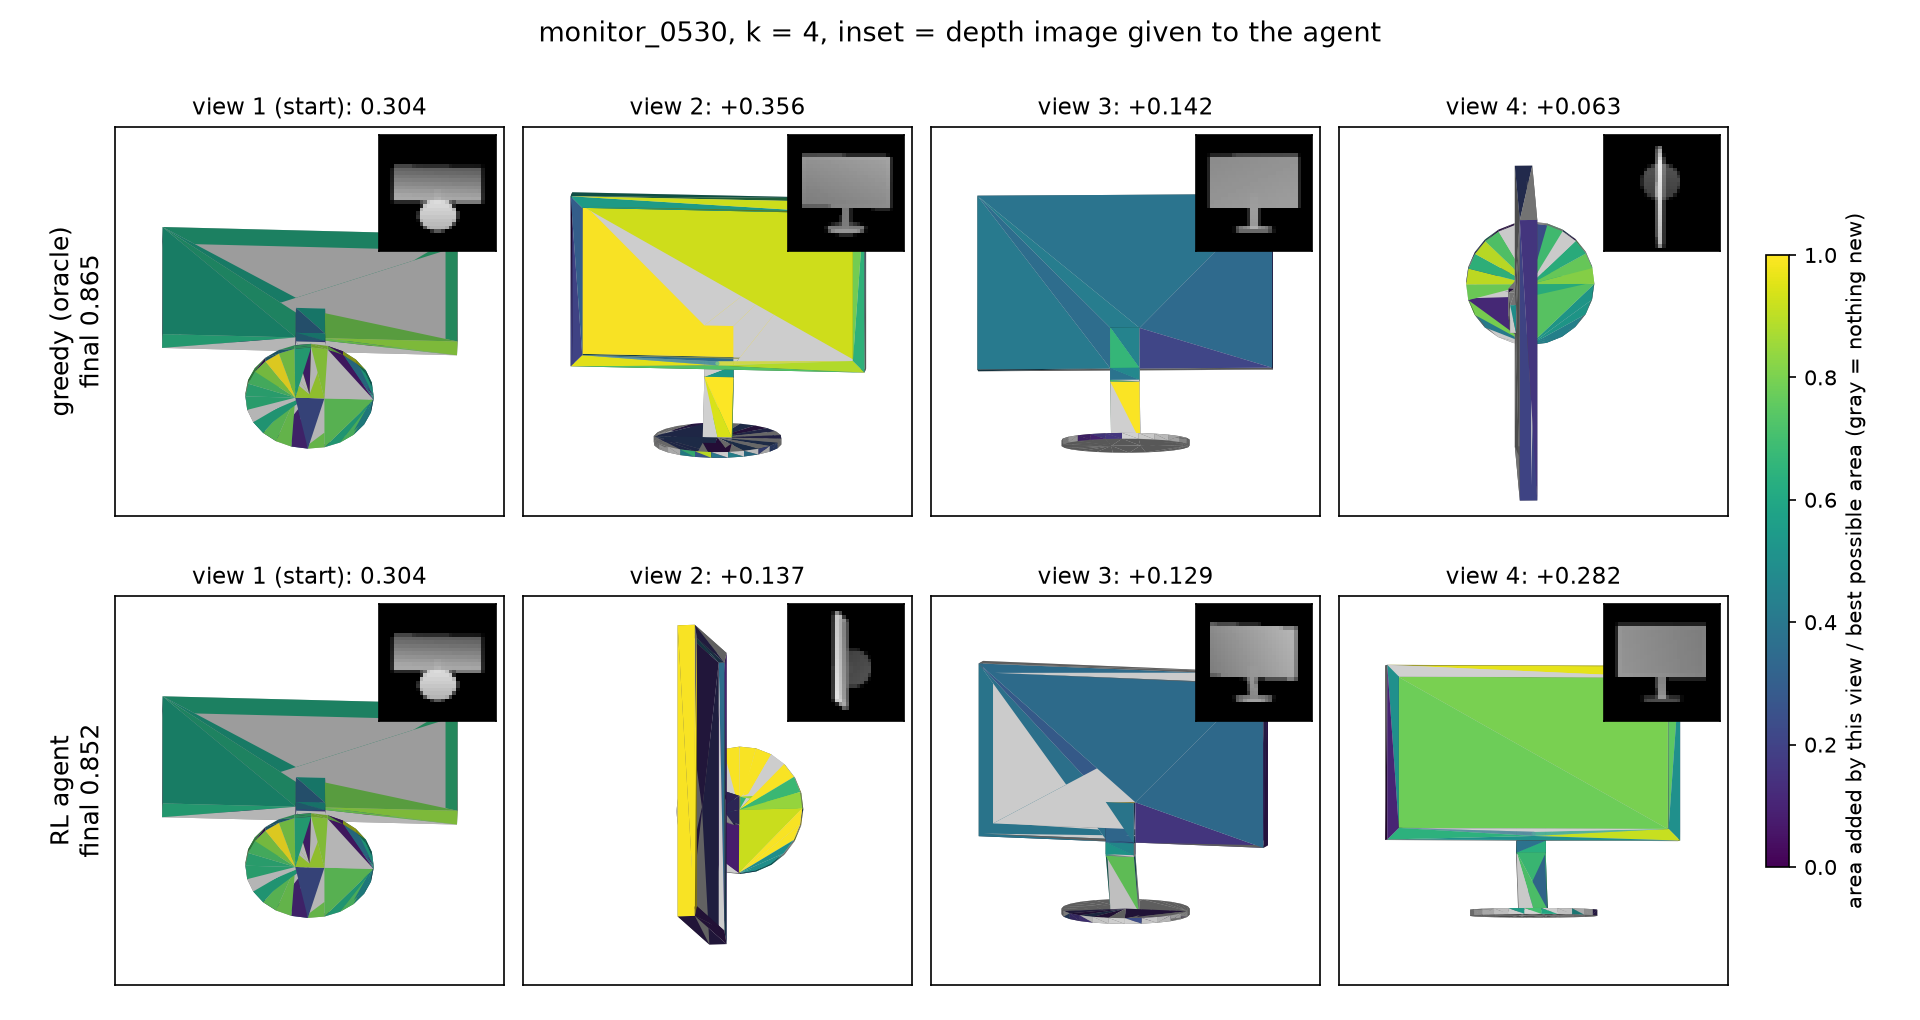 monitor_0530, k = 4, inset = depth image given to the agent
view 1 (start): 0.304
view 2: +0.356
view 3: +0.142
view 4: +0.063
greedy (oracle)
final 0.865
view 1 (start): 0.304
view 2: +0.137
view 3: +0.129
view 4: +0.282
RL agent
final 0.852
1.0
0.8
0.6
0.4
0.2
0.0
area added by this view / best possible area (gray = nothing new)